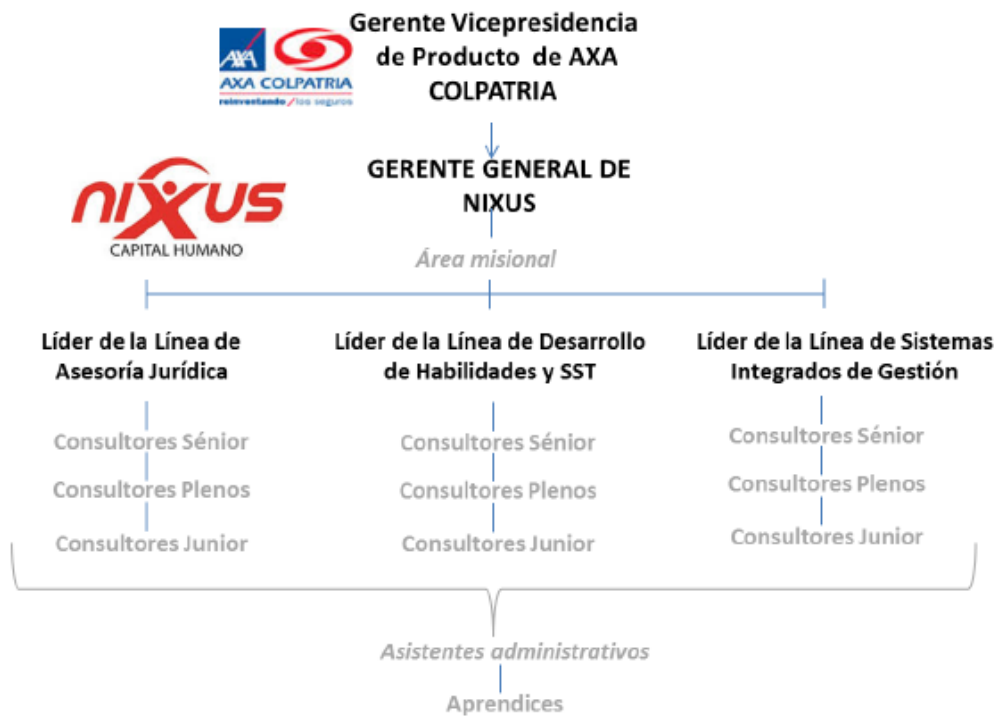 Gerente Vicepresidencia
de Producto de AXA
COLPATRIA
AXA
AXA COLPATRIA
reinventando / los seguros
GERENTE GENERAL DE
NIXUS
nixus
CAPITAL HUMANO
Área misional
Líder de la Línea de
Asesoría Jurídica
Líder de la Línea de Desarrollo
de Habilidades y SST
Líder de la Línea de Sistemas
Integrados de Gestión
Consultores Sénior
Consultores Plenos
Consultores Junior
Consultores Sénior
Consultores Plenos
Consultores Junior
Consultores Sénior
Consultores Plenos
Consultores Junior
Asistentes administrativos
Aprendices